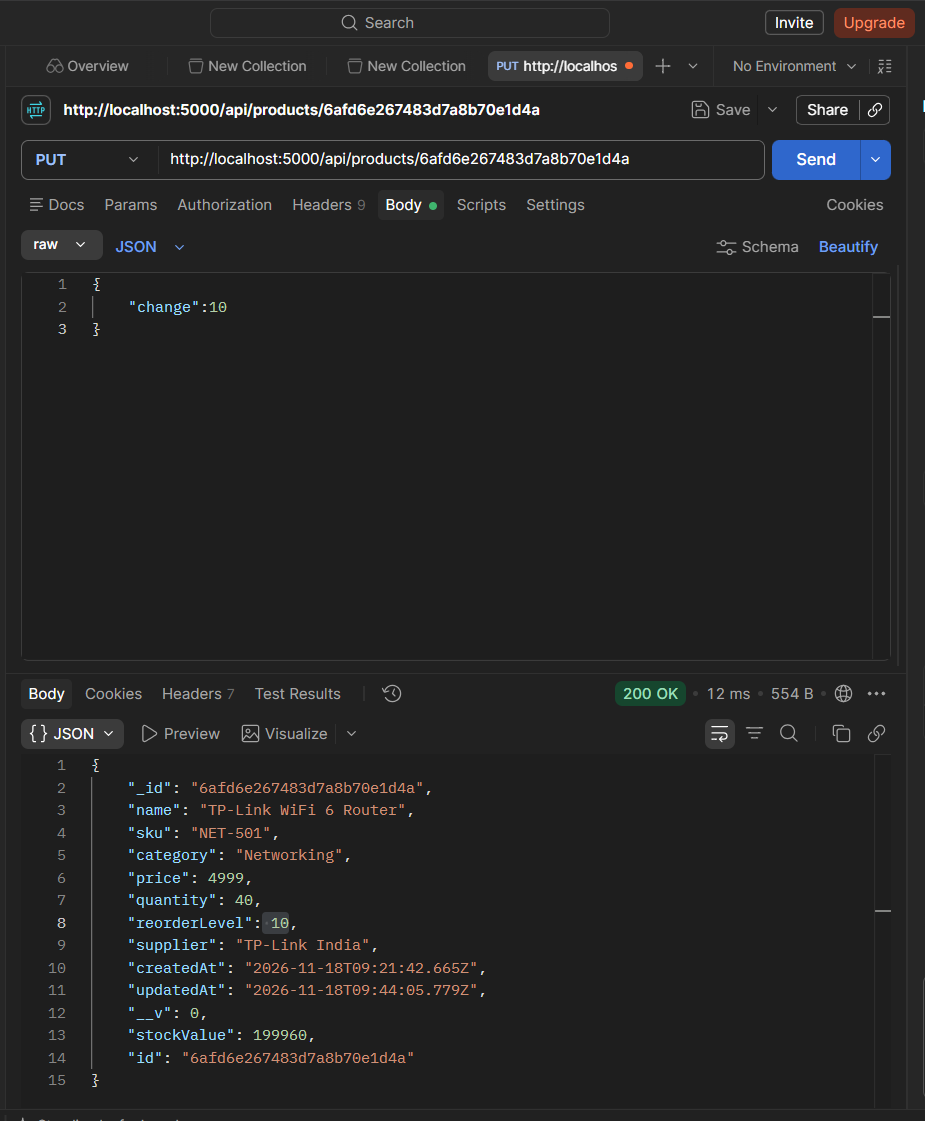 Search Invite Upgrade
Overview New Collection New Collection PUT http://localhos No Environment
HTTP http://localhost:5000/api/products/6afd6e267483d7a8b70e1d4a Save Share
PUT http://localhost:5000/api/products/6afd6e267483d7a8b70e1d4a Send
Docs Params Authorization Headers 9 Body Scripts Settings Cookies
raw JSON Schema Beautify
1 {
2 "change":10
3 }
Body Cookies Headers 7 Test Results 200 OK • 12 ms • 554 B •
{} JSON Preview Visualize
1 {
2 "_id": "6afd6e267483d7a8b70e1d4a",
3 "name": "TP-Link WiFi 6 Router",
4 "sku": "NET-501",
5 "category": "Networking",
6 "price": 4999,
7 "quantity": 40,
8 "reorderLevel": 10,
9 "supplier": "TP-Link India",
10 "createdAt": "2026-11-18T09:21:42.665Z",
11 "updatedAt": "2026-11-18T09:44:05.779Z",
12 "__v": 0,
13 "stockValue": 199960,
14 "id": "6afd6e267483d7a8b70e1d4a"
15 }